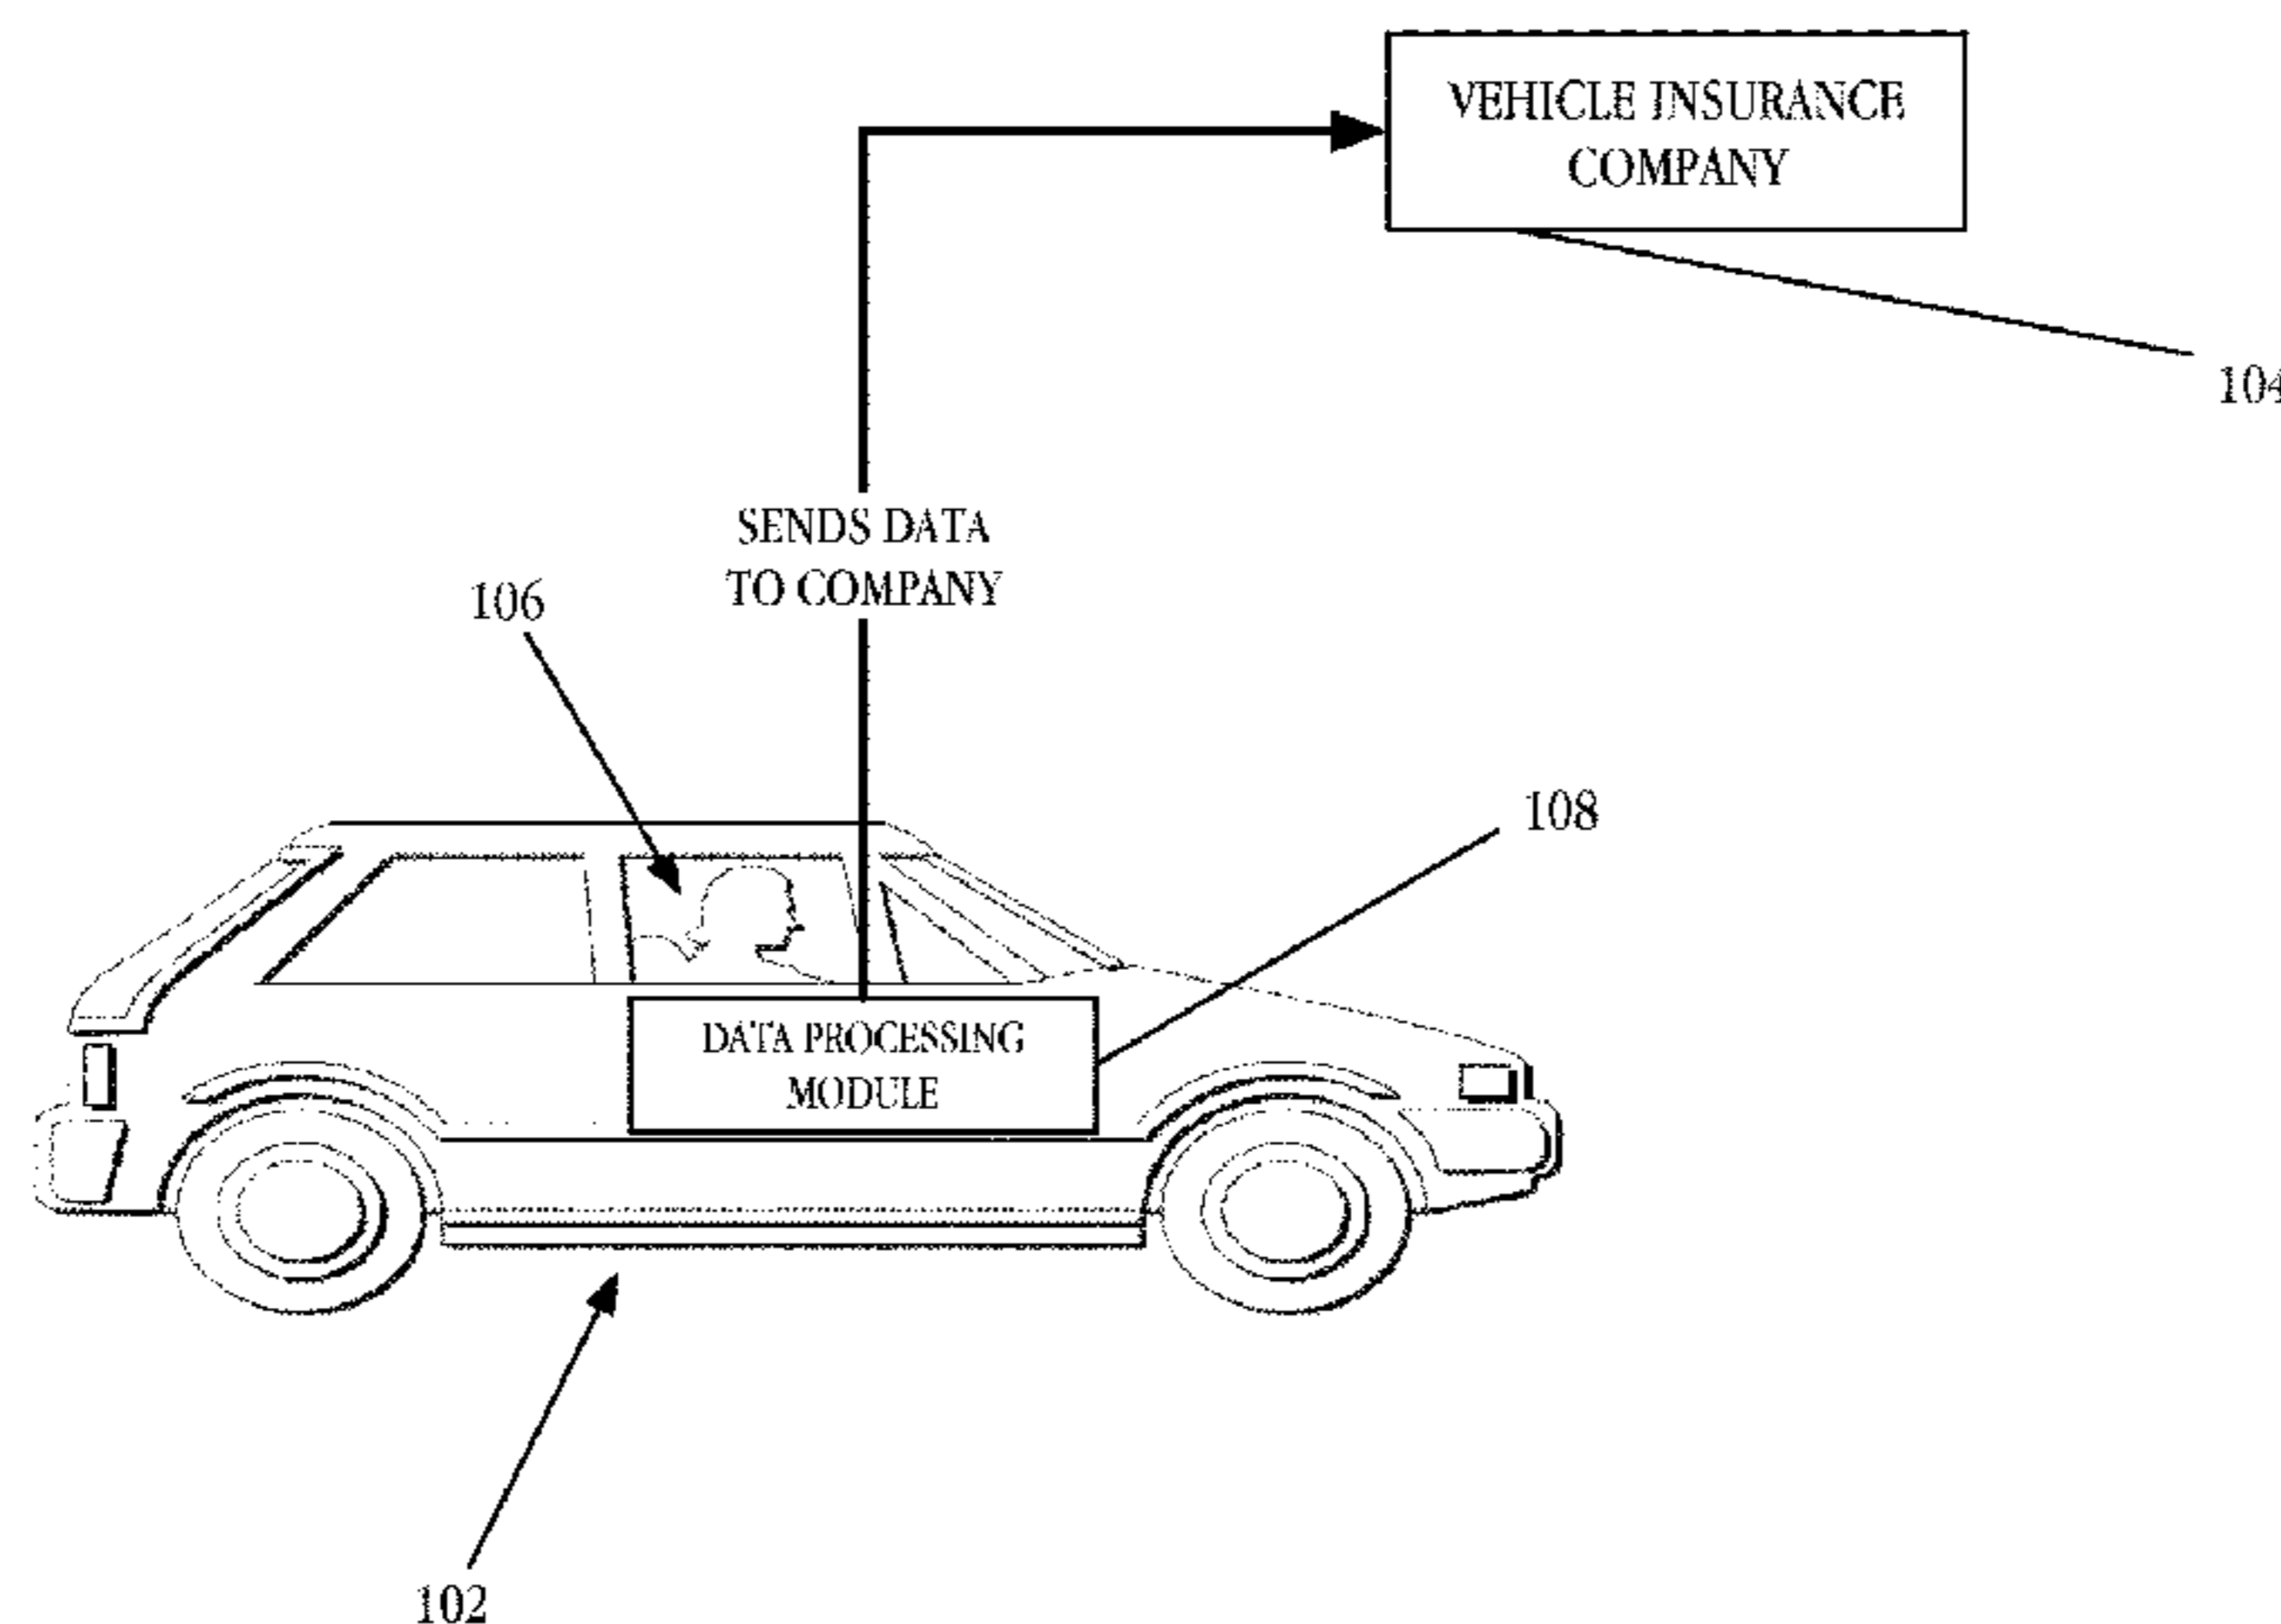 VEHICLE INSURANCE
COMPANY
104
SENDS DATA
TO COMPANY
106
108
DATA PROCESSING
MODULE
102